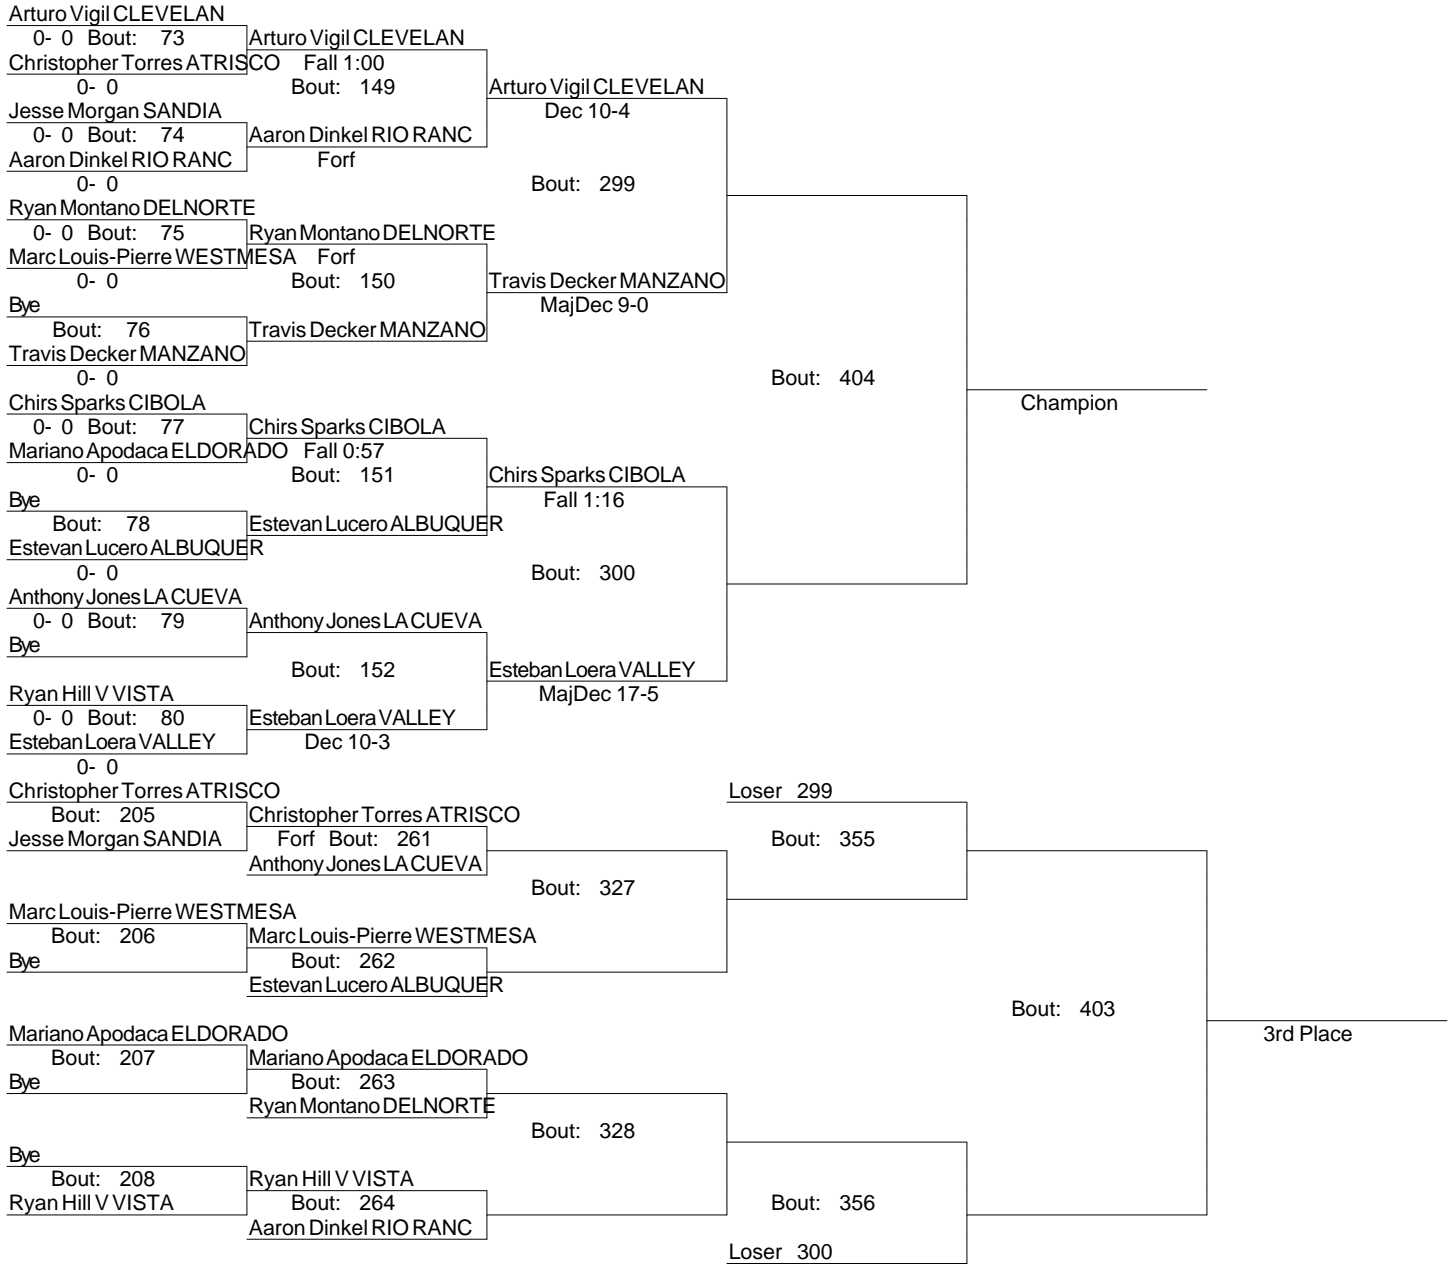 Arturo Vigil CLEVELAN
0- 0 Bout: 73 Arturo Vigil CLEVELAN
Christopher Torres ATRISCO Fall 1:00
0- 0 Bout: 149 Arturo Vigil CLEVELAN
Jesse Morgan SANDIA Dec 10-4
0- 0 Bout: 74 Aaron Dinkel RIO RANC
Aaron Dinkel RIO RANC Forf
0- 0 Bout: 299
Ryan Montano DELNORTE
0- 0 Bout: 75 Ryan Montano DELNORTE
Marc Louis-Pierre WESTMESA Forf
0- 0 Bout: 150 Travis Decker MANZANO
Bye MajDec 9-0
Bout: 76 Travis Decker MANZANO
Travis Decker MANZANO
0- 0 Bout: 404
Chirs Sparks CIBOLA Champion
0- 0 Bout: 77 Chirs Sparks CIBOLA
Mariano Apodaca ELDORADO Fall 0:57
0- 0 Bout: 151 Chirs Sparks CIBOLA
Bye Fall 1:16
Bout: 78 Estevan Lucero ALBUQUER
Estevan Lucero ALBUQUER
0- 0 Bout: 300
Anthony Jones LA CUEVA
0- 0 Bout: 79 Anthony Jones LA CUEVA
Bye
Bout: 152 Esteban Loera VALLEY
Ryan Hill V VISTA MajDec 17-5
0- 0 Bout: 80 Esteban Loera VALLEY
Esteban Loera VALLEY Dec 10-3
0- 0
Christopher Torres ATRISCO Loser 299
Bout: 205 Christopher Torres ATRISCO
Jesse Morgan SANDIA Forf Bout: 261 Bout: 355
Anthony Jones LA CUEVA
Bout: 327
Marc Louis-Pierre WESTMESA
Bout: 206 Marc Louis-Pierre WESTMESA
Bye Bout: 262
Estevan Lucero ALBUQUER
Bout: 403
Mariano Apodaca ELDORADO 3rd Place
Bout: 207 Mariano Apodaca ELDORADO
Bye Bout: 263
Ryan Montano DELNORTE
Bout: 328
Bye
Bout: 208 Ryan Hill V VISTA
Ryan Hill V VISTA Bout: 264 Bout: 356
Aaron Dinkel RIO RANC
Loser 300